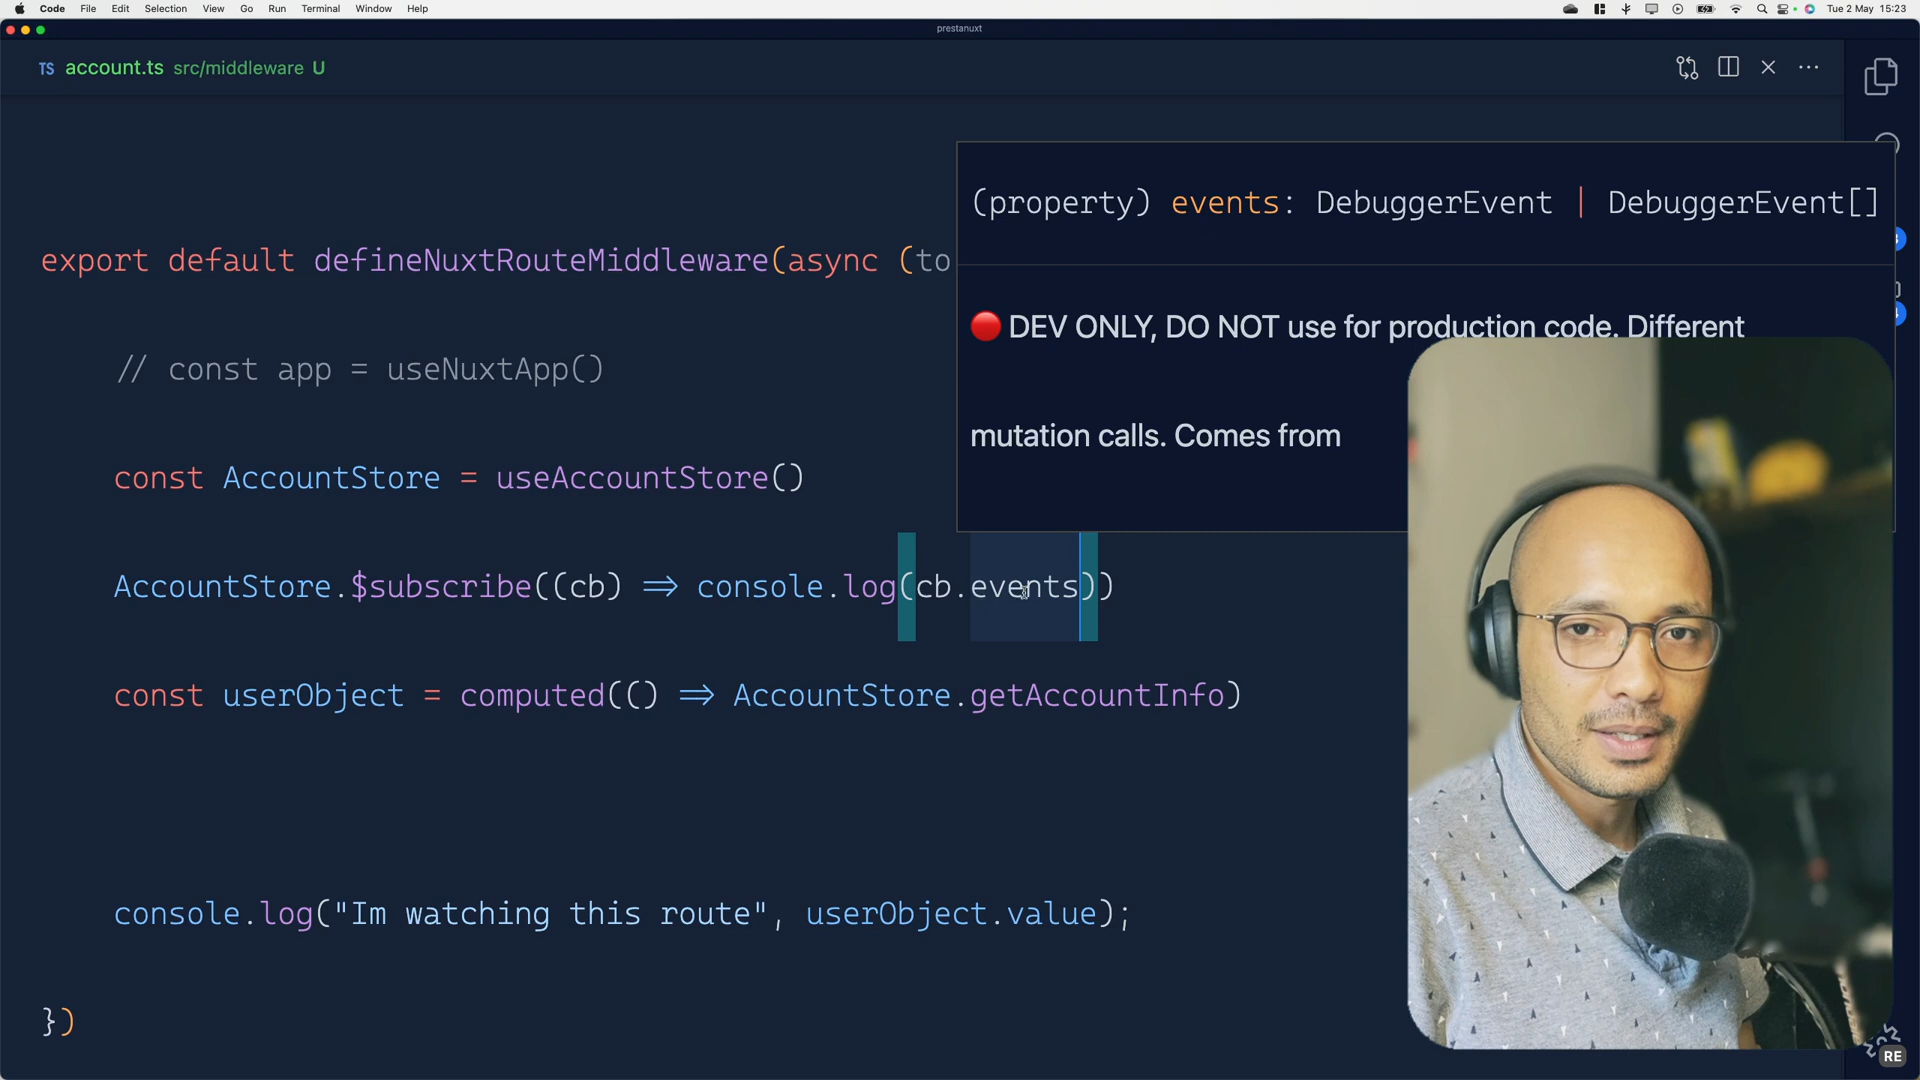 Code File Edit Selection View Go Run Terminal Window Help Tue 2 May 15:23
prestanuxt
TS account.ts src/middleware U
(property) events: DebuggerEvent | DebuggerEvent[]
export default defineNuxtRouteMiddleware(async (to
🔴 DEV ONLY, DO NOT use for production code. Different
// const app = useNuxtApp()
mutation calls. Comes from
const AccountStore = useAccountStore()
AccountStore.$subscribe((cb) => console.log(cb.events))
const userObject = computed(() => AccountStore.getAccountInfo)
console.log("Im watching this route", userObject.value);
})
RE